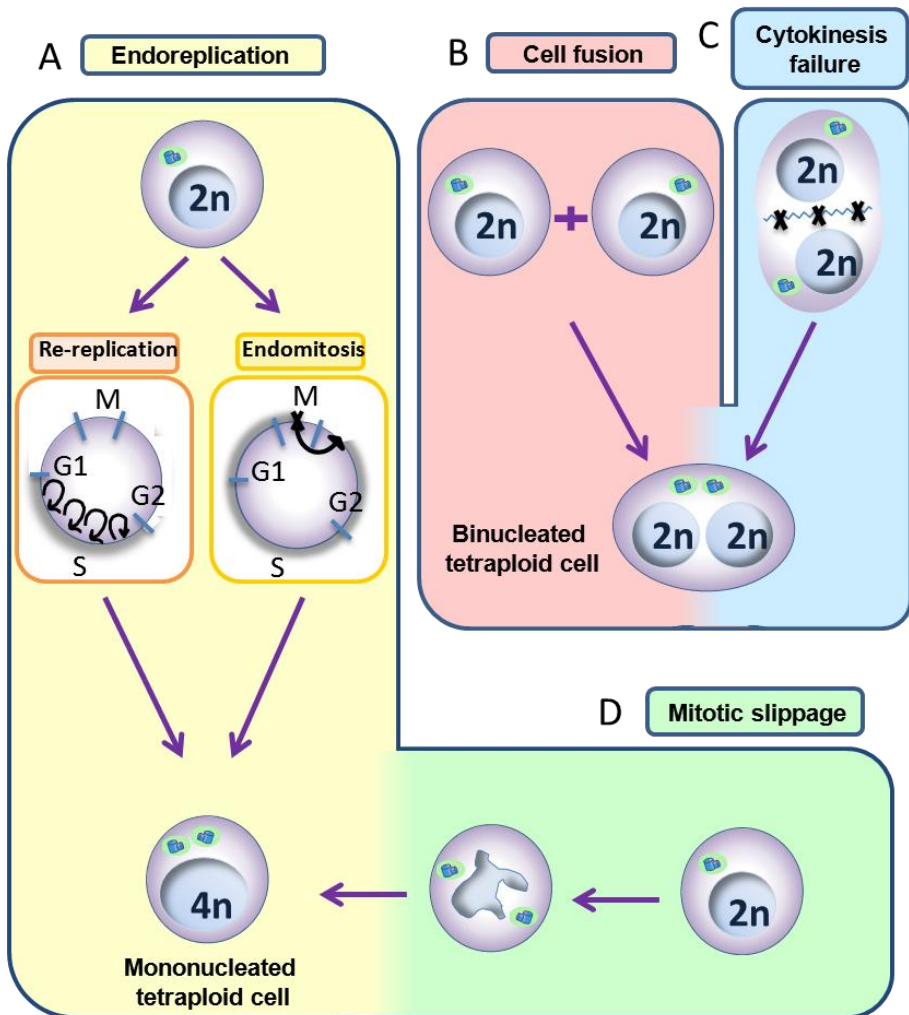 A
Endoreplication
2n
Re-replication
M
G1
G2
S
Endomitosis
M
G1
G2
S
4n
Mononucleated
tetraploid cell
B
Cell fusion
2n
+
2n
C
Cytokinesis
failure
2n
2n
Binucleated
tetraploid cell
2n
2n
D
Mitotic slippage
2n